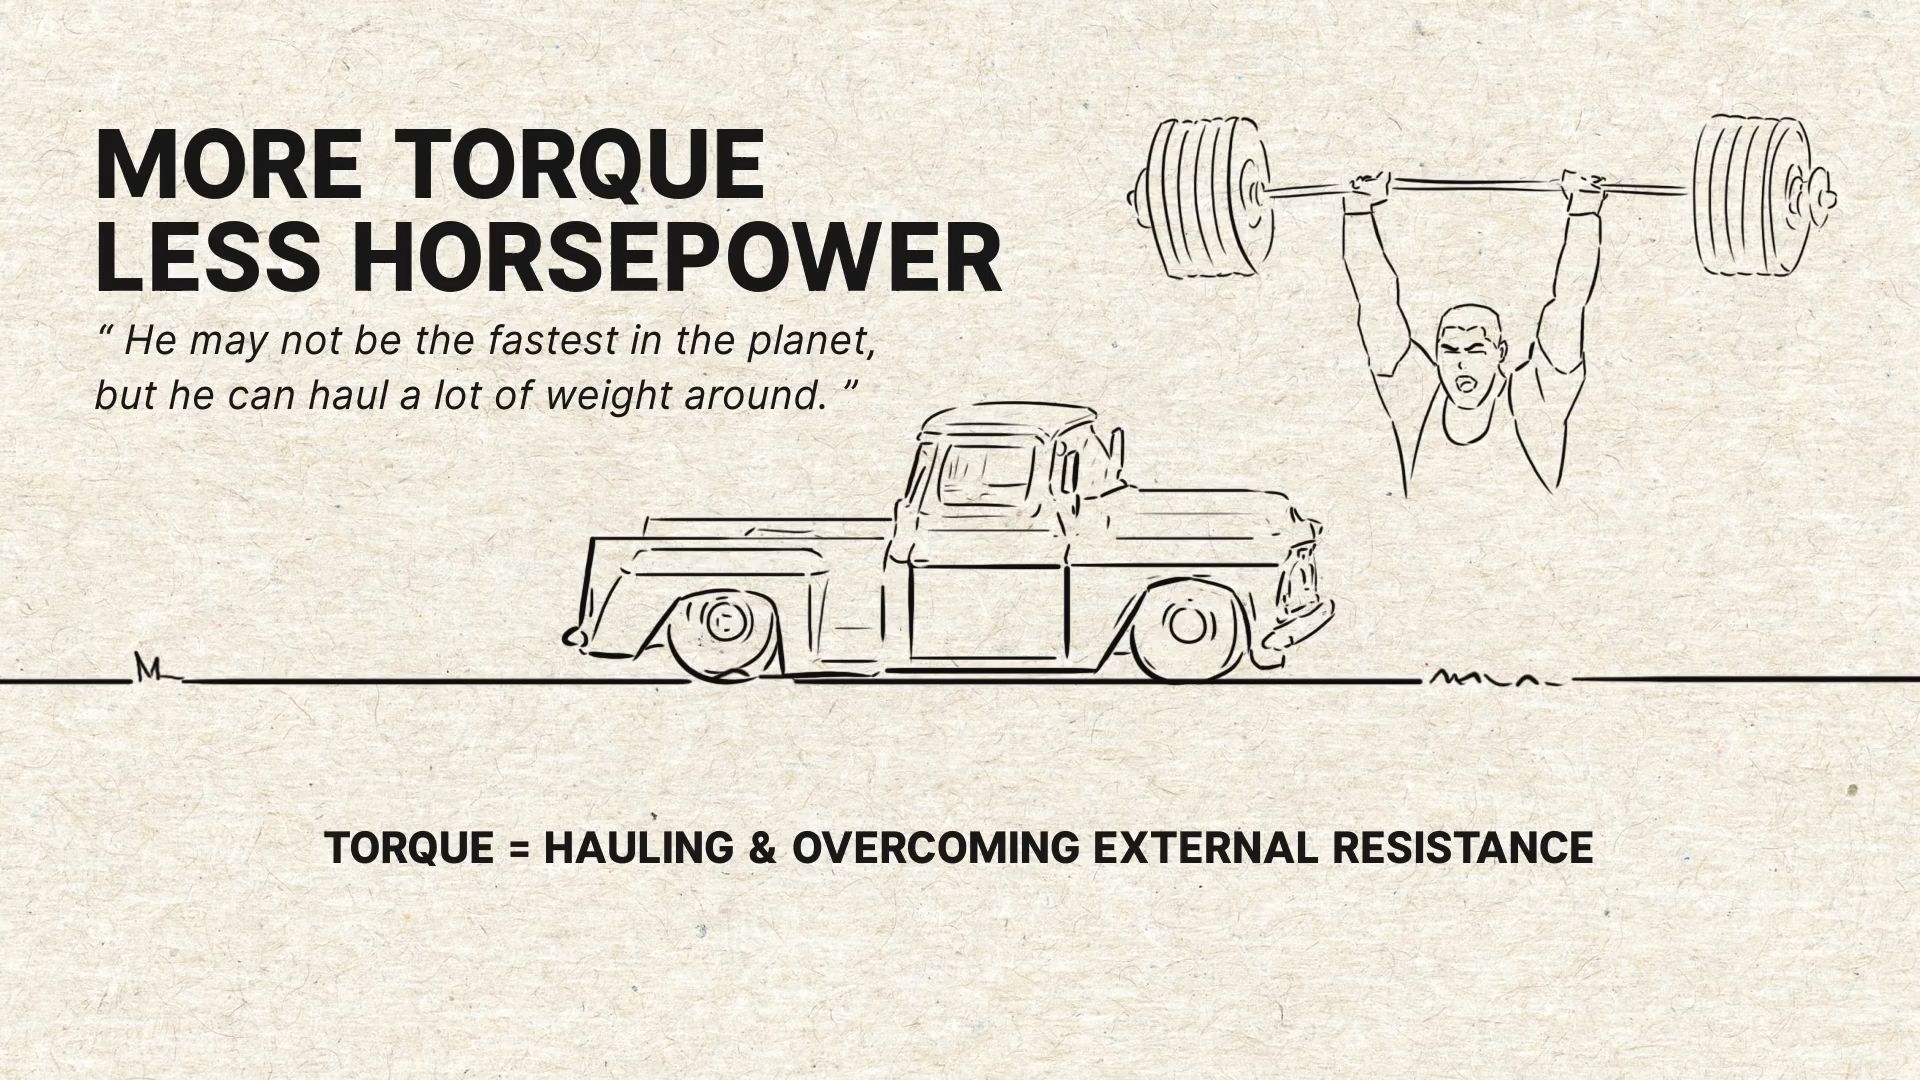 MORE TORQUE
LESS HORSEPOWER
“ He may not be the fastest in the planet,
but he can haul a lot of weight around. ”
TORQUE = HAULING & OVERCOMING EXTERNAL RESISTANCE